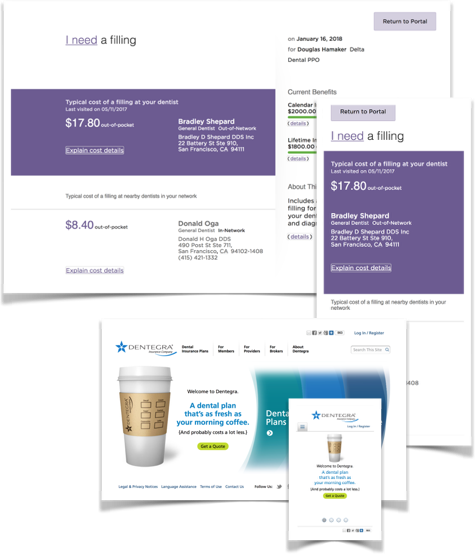 Return to Portal
I need a filling
on January 16, 2018
for Douglas Hamaker Delta
Dental PPO
Current Benefits
Calendar
$2000.00
(details)
Lifetime
$1800.00
(details)
About
Includes
filling for
your
and
(details)
Typical cost of a filling at your dentist
Last visited on 05/11/2017
$17.80 out-of-pocket
Explain cost details
Bradley Shepard
General Dentist Out-of-Network
Bradley D Shepard DDS Inc
22 Battery St Ste 910,
San Francisco, CA 94111
Typical cost of a filling at nearby dentists in your network
$8.40 out-of-pocket
Explain cost details
Donald Oga
General Dentist In-Network
Donald H Oga DDS
490 Post St Ste 711,
San Francisco, CA 94102-1408
(415) 421-1332
Return to Portal
I need a filling
Typical cost of a filling at your dentist
Last visited on 05/11/2017
$17.80 out-of-pocket
Bradley Shepard
General Dentist Out-of-Network
Bradley D Shepard DDS Inc
22 Battery St Ste 910,
San Francisco, CA 94111
Explain cost details
Typical cost of a filling at nearby dentists in your
network
408
DENTEGRA
Insurance Company
Log In / Register
Dental
Insurance Plans
For
Members
For
Providers
For
Brokers
About
Dentegra
Search This Site
Welcome to Dentegra.
A dental plan
that's as fresh as
your morning coffee.
(And probably costs a lot less.)
Get a Quote
Denta
Plans
Legal & Privacy Notices Language Assistance Terms of Use Contact Us Follow Us:
DENTEGRA
Log In / Register
Welcome to Dentegra.
A dental plan
that's as fresh as
your morning coffee.
(And probably costs a lot less.)
Get a Quote